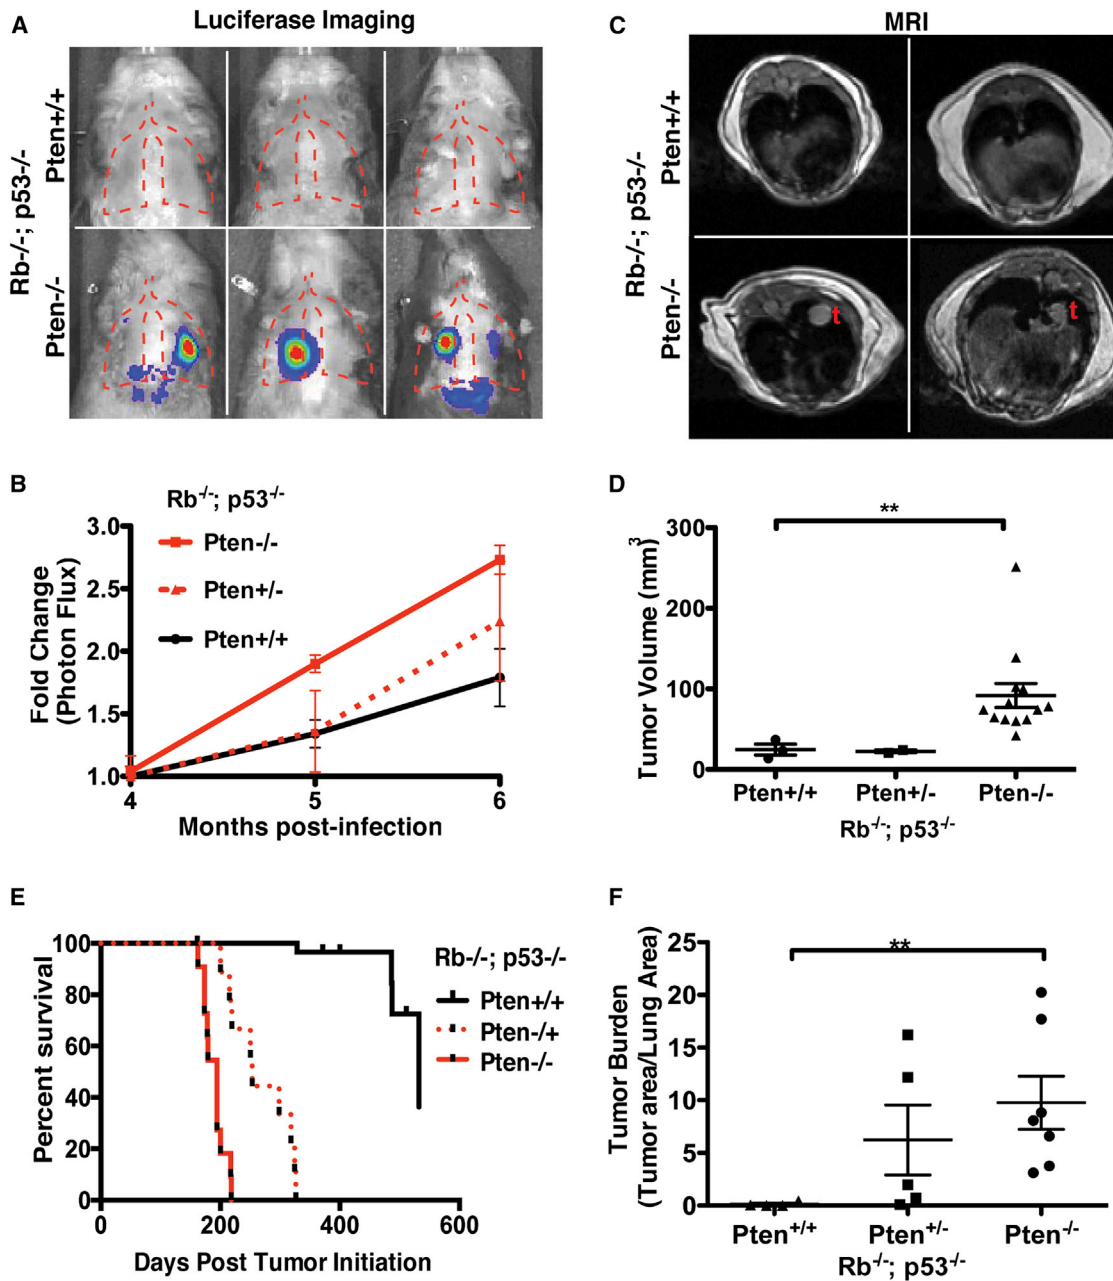 A
Luciferase Imaging
Rb-/-; p53-/-
Pten+/+
Pten-/-
C
MRI
Rb-/-; p53-/-
Pten+/+
Pten-/-
t
t
B
Rb-/-; p53-/-
Pten-/-
Pten+/-
Pten+/+
Fold Change
(Photon Flux)
3.0
2.5
2.0
1.5
1.0
4
5
6
Months post-infection
D
**
Tumor Volume (mm3)
300
200
100
0
Pten+/+
Pten+/-
Pten-/-
Rb-/-; p53-/-
E
Percent survival
100
80
60
40
20
0
0
200
400
600
Days Post Tumor Initiation
Rb-/-; p53-/-
Pten+/+
Pten-/+
Pten-/-
F
**
Tumor Burden
(Tumor area/Lung Area)
25
20
15
10
5
0
Pten+/+
Pten+/-
Pten-/-
Rb-/-; p53-/-